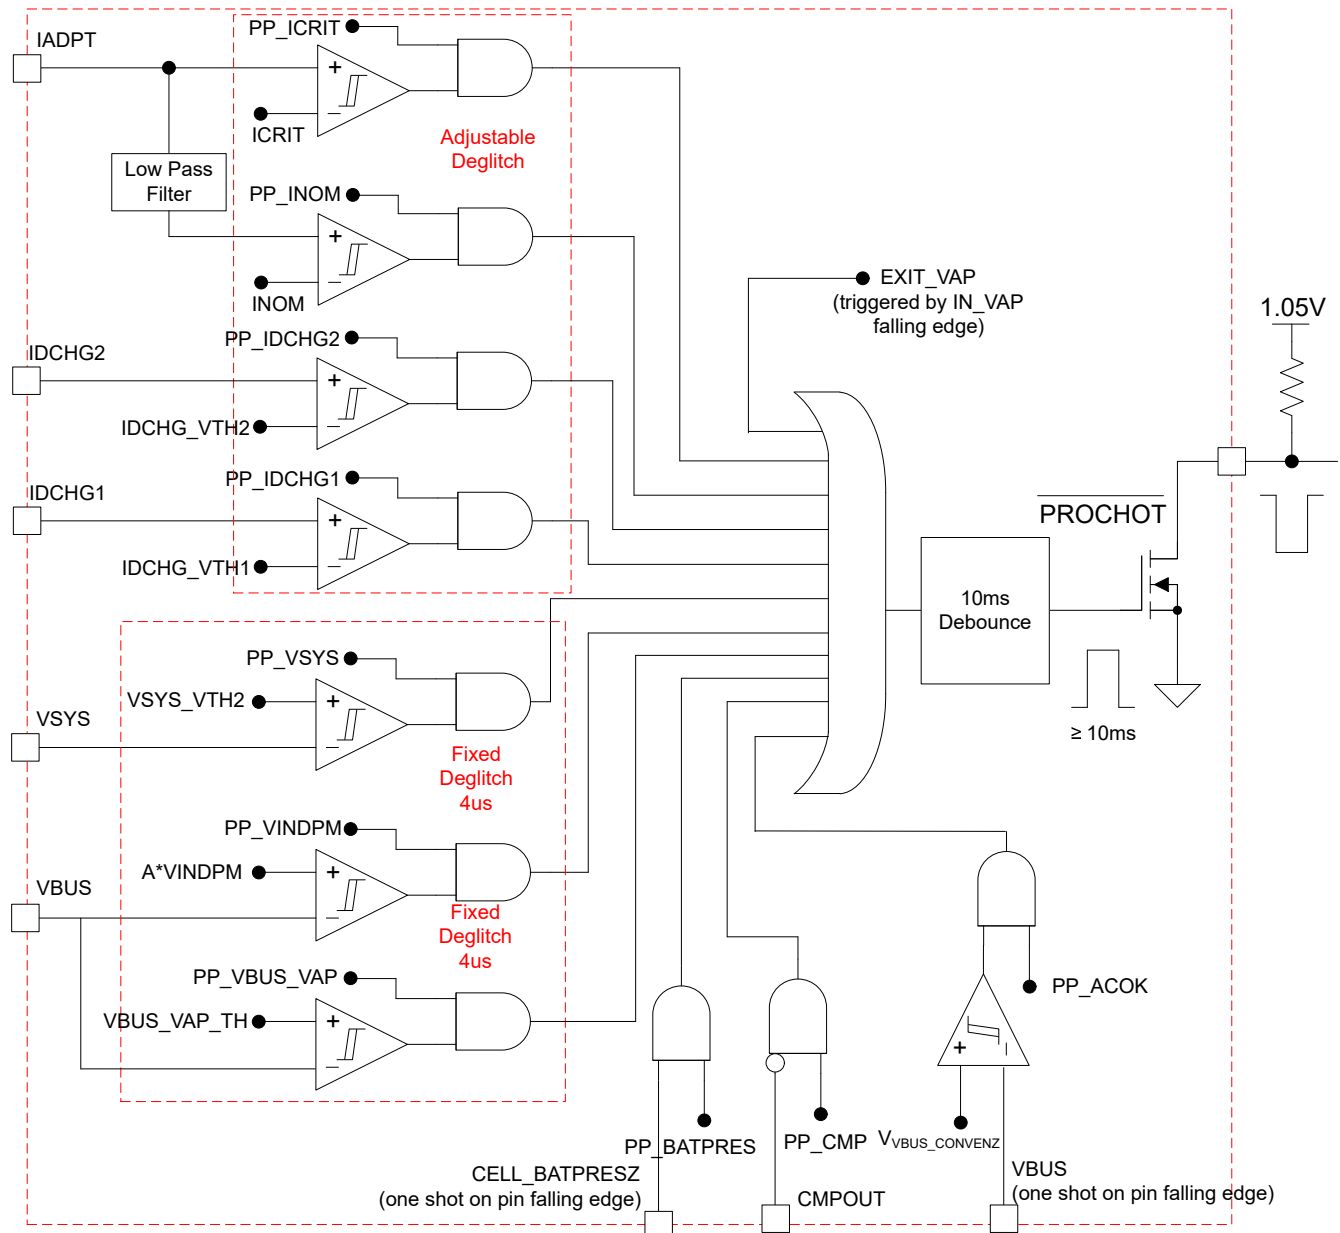 IADPT
PP_ICRIT
ICRIT
Adjustable
Deglitch
Low Pass
Filter
PP_INOM
INOM
EXIT_VAP
(triggered by IN_VAP
falling edge)
1.05V
IDCHG2
PP_IDCHG2
IDCHG_VTH2
IDCHG1
PP_IDCHG1
IDCHG_VTH1
PROCHOT
10ms
Debounce
≥ 10ms
PP_VSYS
VSYS_VTH2
VSYS
Fixed
Deglitch
4us
PP_VINDPM
A*VINDPM
VBUS
Fixed
Deglitch
4us
PP_VBUS_VAP
VBUS_VAP_TH
PP_ACOK
PP_BATPRES
PP_CMP
VVBUS_CONVENZ
CELL_BATPRESZ
(one shot on pin falling edge)
CMPOUT
VBUS
(one shot on pin falling edge)